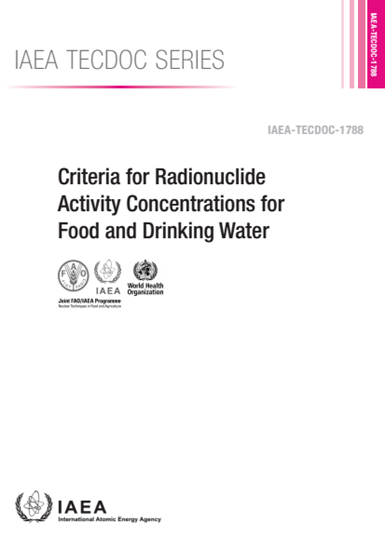 IAEA-TECDOC-1788
IAEA TECDOC SERIES
IAEA-TECDOC-1788
Criteria for Radionuclide
Activity Concentrations for
Food and Drinking Water
F A O
IAEA
World Health
Organization
Joint FAO/IAEA Programme
Nuclear Techniques in Food and Agriculture
IAEA
International Atomic Energy Agency